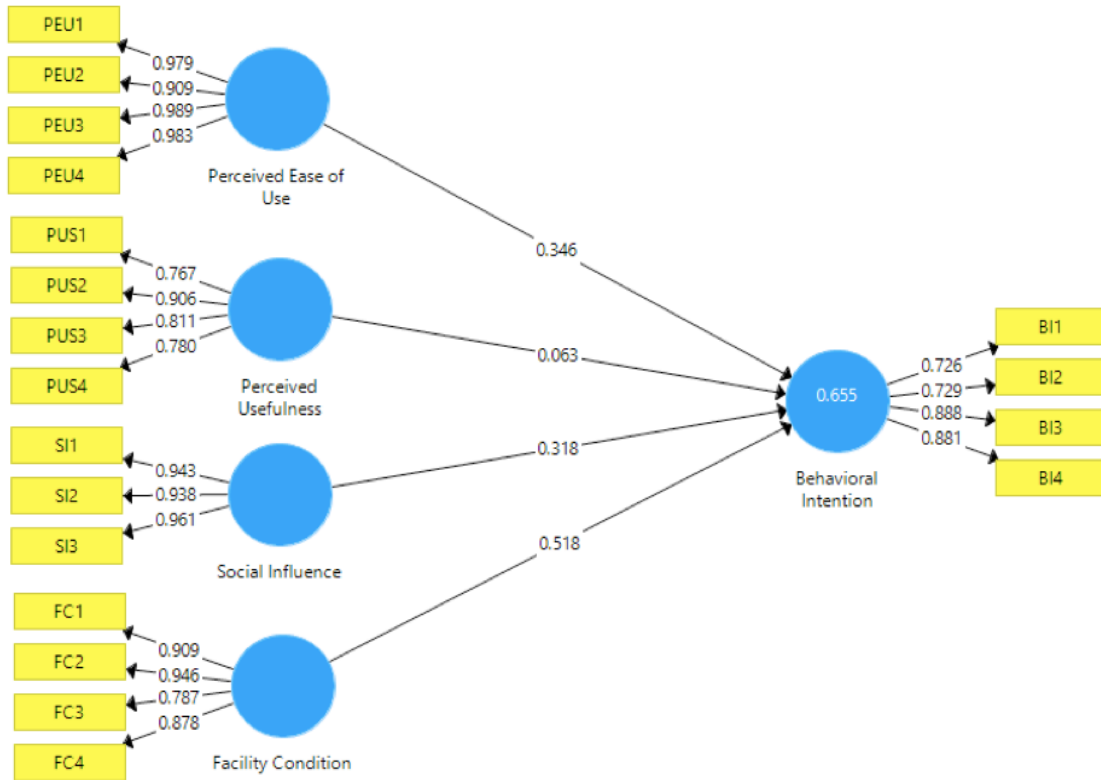 PEU1
PEU2
PEU3
PEU4
0.979
0.909
0.989
0.983
Perceived Ease of
Use
0.346
PUS1
PUS2
PUS3
PUS4
0.767
0.906
0.811
0.780
Perceived
Usefulness
0.063
SI1
SI2
SI3
0.943
0.938
0.961
Social Influence
0.318
FC1
FC2
FC3
FC4
0.909
0.946
0.787
0.878
Facility Condition
0.518
0.655
Behavioral
Intention
0.726
0.729
0.888
0.881
BI1
BI2
BI3
BI4